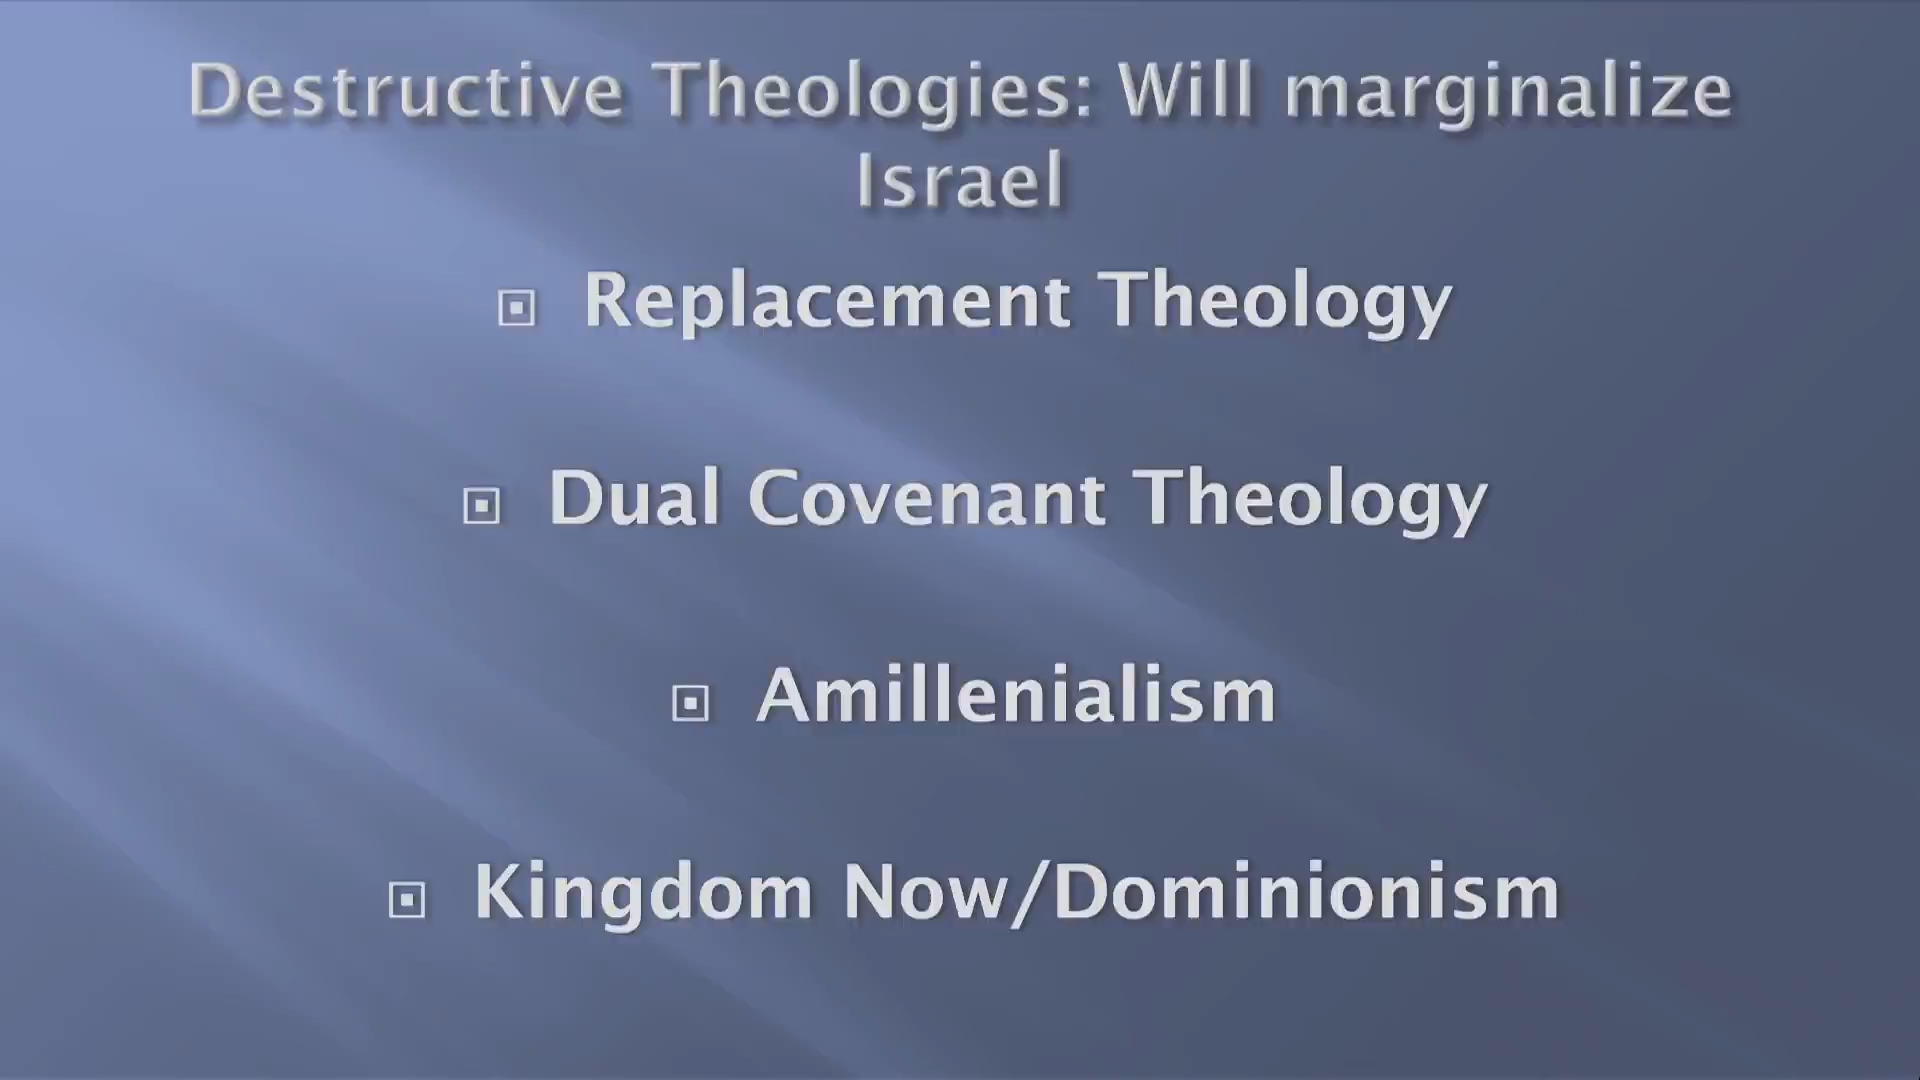 Destructive Theologies: Will marginalize
Israel
Replacement Theology
Dual Covenant Theology
Amillenialism
Kingdom Now/Dominionism